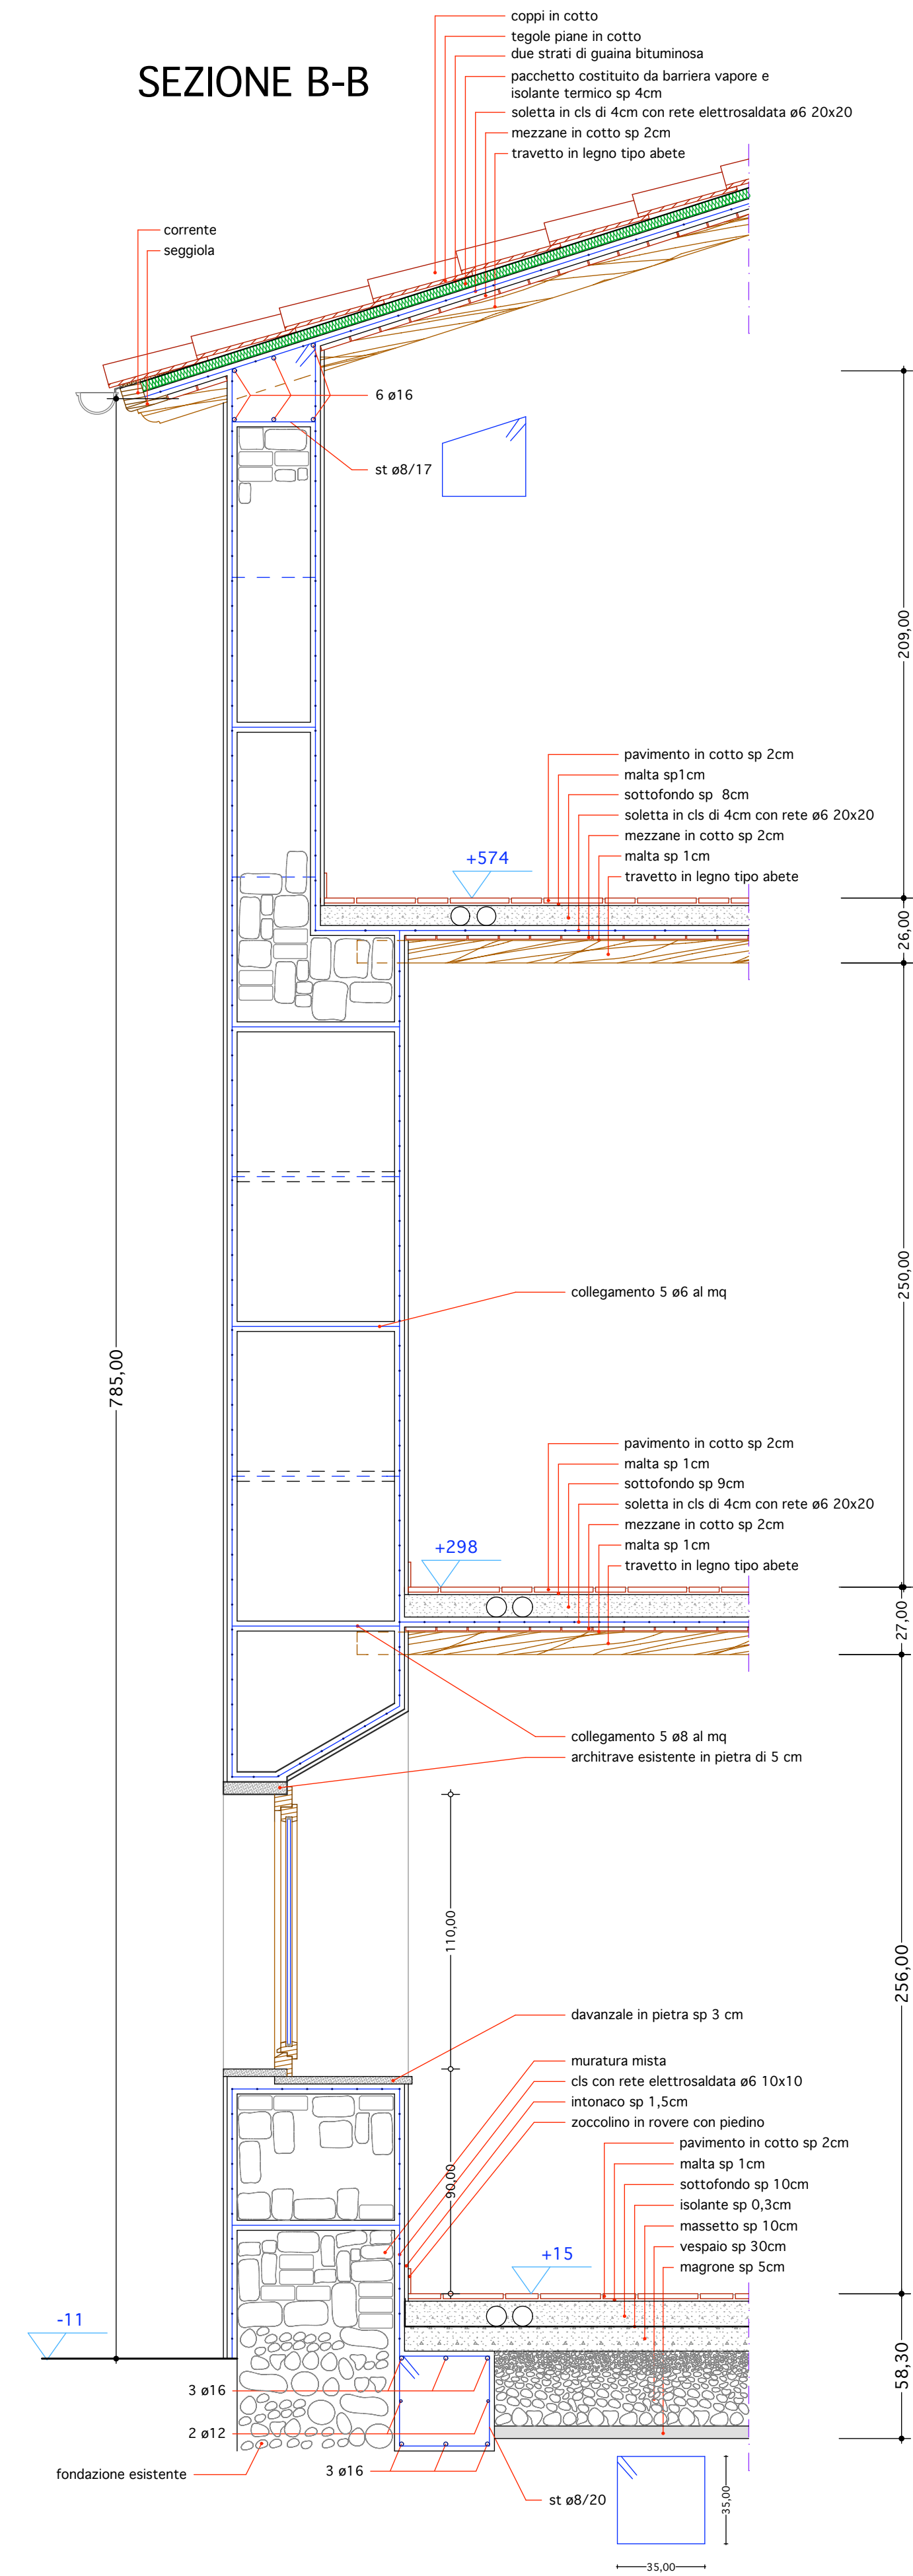 SEZIONE B-B
coppi in cotto
tegole piane in cotto
due strati di guaina bituminosa
pacchetto costituito da barriera vapore e
isolante termico sp 4cm
soletta in cls di 4cm con rete elettrosaldata ø6 20x20
mezzane in cotto sp 2cm
travetto in legno tipo abete
corrente
seggiola
6 ø16
st ø8/17
209,00
pavimento in cotto sp 2cm
malta sp1cm
sottofondo sp 8cm
soletta in cls di 4cm con rete ø6 20x20
mezzane in cotto sp 2cm
malta sp 1cm
travetto in legno tipo abete
+574
26,00
250,00
collegamento 5 ø6 al mq
785,00
pavimento in cotto sp 2cm
malta sp 1cm
sottofondo sp 9cm
soletta in cls di 4cm con rete ø6 20x20
mezzane in cotto sp 2cm
malta sp 1cm
travetto in legno tipo abete
+298
27,00
collegamento 5 ø8 al mq
architrave esistente in pietra di 5 cm
110,00
256,00
davanzale in pietra sp 3 cm
muratura mista
cls con rete elettrosaldata ø6 10x10
intonaco sp 1,5cm
zoccolino in rovere con piedino
pavimento in cotto sp 2cm
malta sp 1cm
sottofondo sp 10cm
isolante sp 0,3cm
massetto sp 10cm
vespaio sp 30cm
magrone sp 5cm
90,00
+15
-11
58,30
3 ø16
2 ø12
3 ø16
fondazione esistente
st ø8/20
35,00
35,00